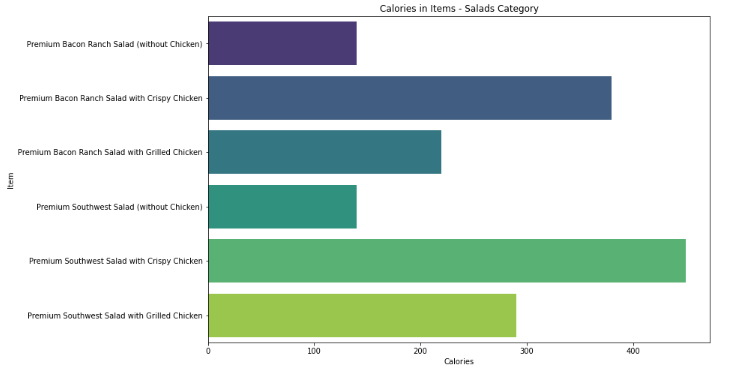 Calories in Items - Salads Category
Premium Bacon Ranch Salad (without Chicken)
Premium Bacon Ranch Salad with Crispy Chicken
Premium Bacon Ranch Salad with Grilled Chicken
Item
Premium Southwest Salad (without Chicken)
Premium Southwest Salad with Crispy Chicken
Premium Southwest Salad with Grilled Chicken
0 100 200 300 400
Calories